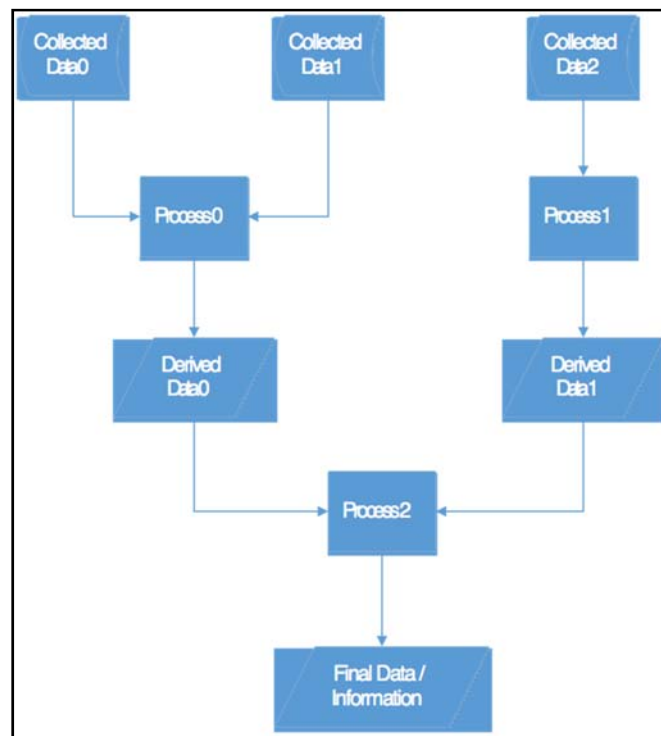 Collected
Data0
Collected
Data1
Collected
Data2
Process0
Process1
Derived
Data0
Derived
Data1
Process2
Final Data /
Information